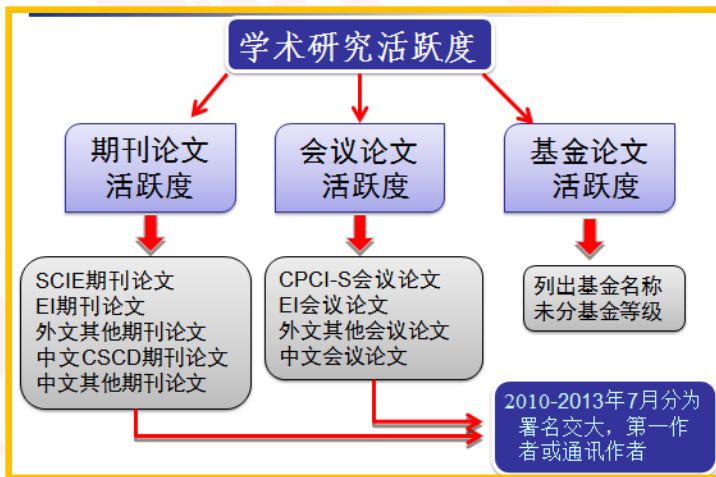 学术研究活跃度
期刊论文
活跃度
会议论文
活跃度
基金论文
活跃度
SCIE期刊论文
EI期刊论文
外文其他期刊论文
中文CSCD期刊论文
中文其他期刊论文
CPCI-S会议论文
EI会议论文
外文其他会议论文
中文会议论文
列出基金名称
未分基金等级
2010-2013年7月分为
署名交大，第一作
者或通讯作者